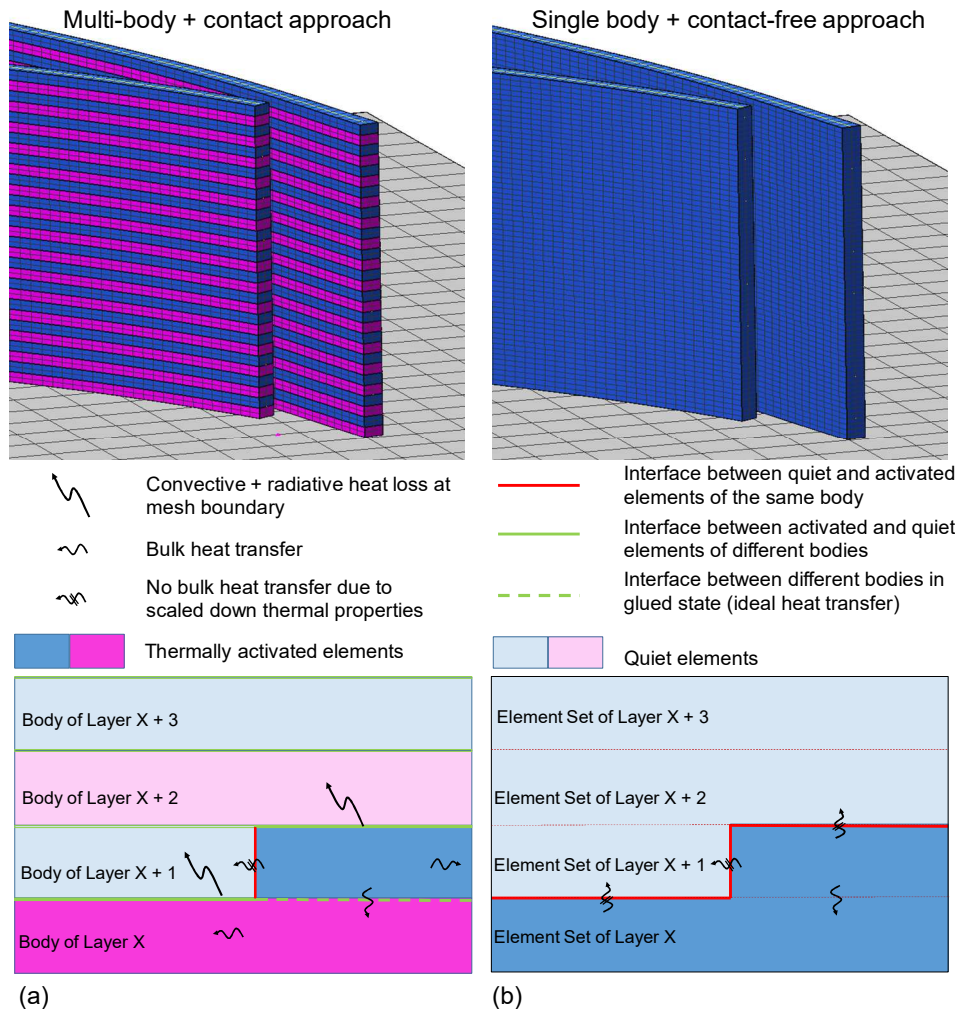 Multi-body + contact approach
Single body + contact-free approach
Convective + radiative heat loss at
mesh boundary
Bulk heat transfer
No bulk heat transfer due to
scaled down thermal properties
Thermally activated elements
Interface between quiet and activated
elements of the same body
Interface between activated and quiet
elements of different bodies
Interface between different bodies in
glued state (ideal heat transfer)
Quiet elements
Body of Layer X + 3
Body of Layer X + 2
Body of Layer X + 1
Body of Layer X
(a)
Element Set of Layer X + 3
Element Set of Layer X + 2
Element Set of Layer X + 1
Element Set of Layer X
(b)